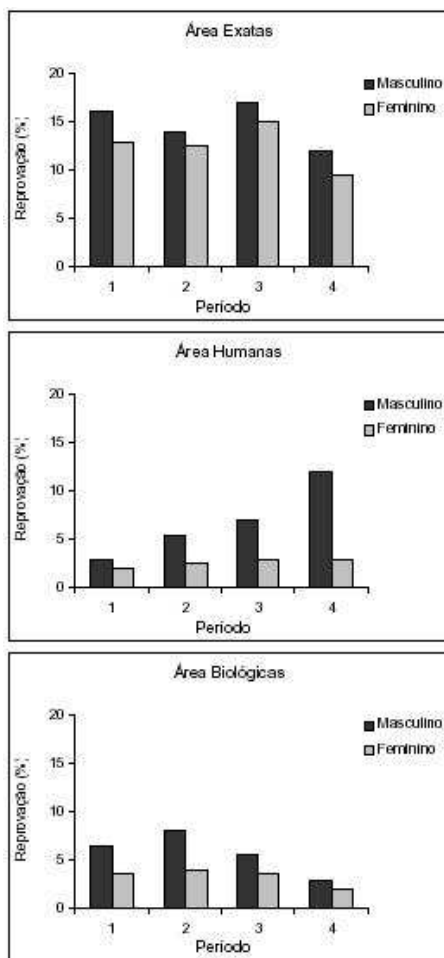 Área Exatas
Reprovação (%)
20
15
10
5
0
Masculino
Feminino
1 2 3 4
Período
Área Humanas
Reprovação (%)
20
15
10
5
0
Masculino
Feminino
1 2 3 4
Período
Área Biológicas
Reprovação (%)
20
15
10
5
0
Masculino
Feminino
1 2 3 4
Período